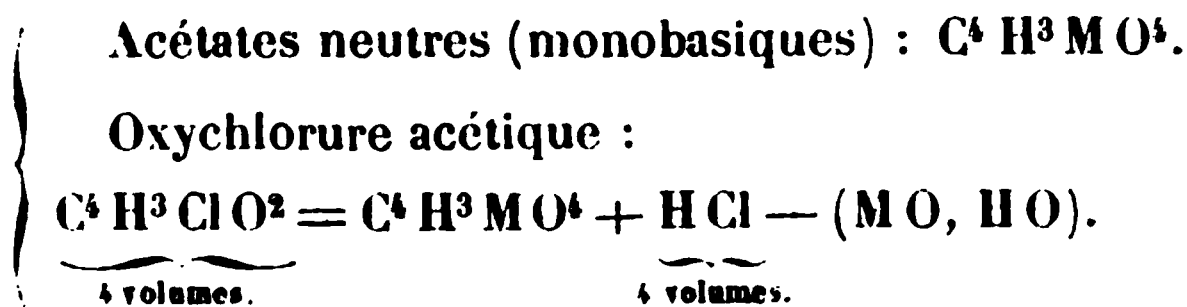 Acétates neutres (monobasiques) : C⁴ H³ M O⁴.
Oxychlorure acétique :
C⁴ H³ Cl O² = C⁴ H³ M O⁴ + H Cl — (M O, H O).
4 volumes. 4 volumes.